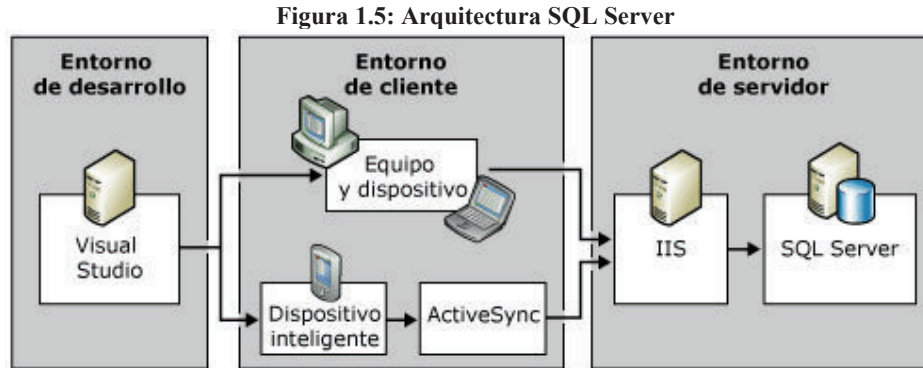 Figura 1.5: Arquitectura SQL Server
Entorno
de desarrollo
Visual
Studio
Entorno
de cliente
Equipo
y dispositivo
Dispositivo
inteligente
ActiveSync
Entorno
de servidor
IIS
SQL Server